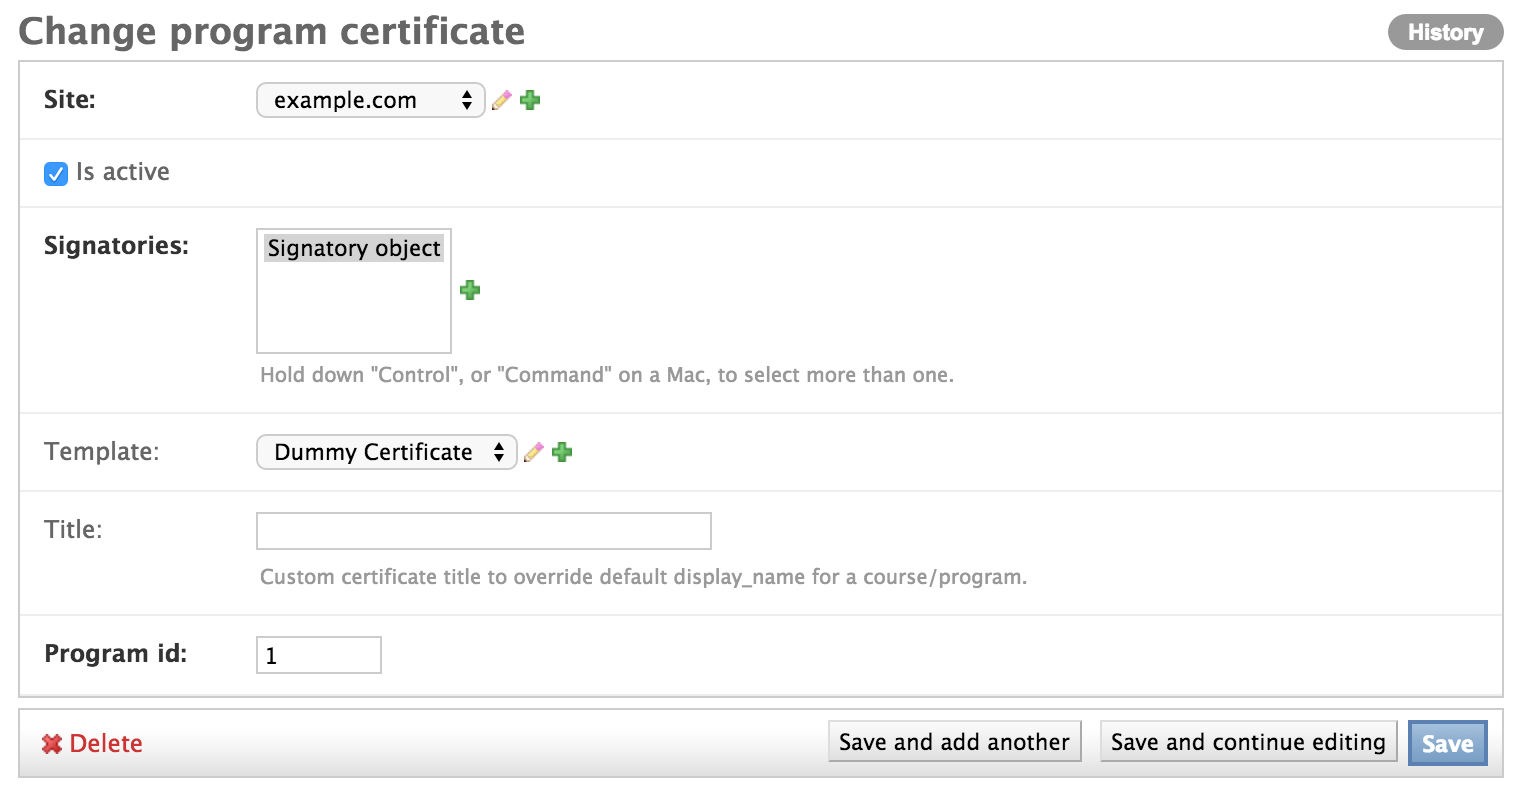 Change program certificate
History
Site: example.com
Is active
Signatories: Signatory object
Hold down "Control", or "Command" on a Mac, to select more than one.
Template: Dummy Certificate
Title:
Custom certificate title to override default display_name for a course/program.
Program id: 1
Delete Save and add another Save and continue editing Save